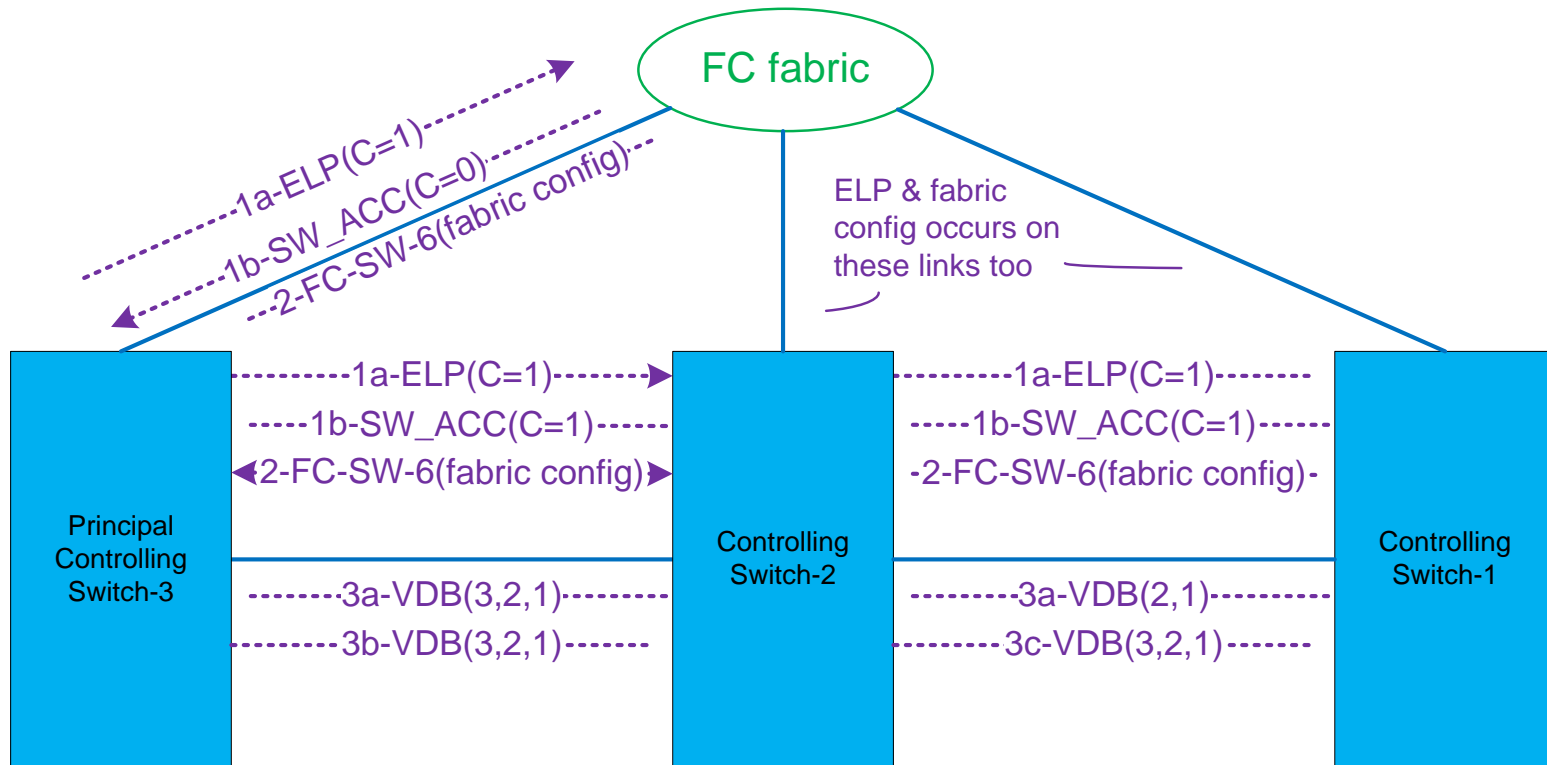 FC fabric
1a-ELP(C=1)
1b-SW_ACC(C=0)
2-FC-SW-6(fabric config)
ELP & fabric
config occurs on
these links too
1a-ELP(C=1)
1b-SW_ACC(C=1)
2-FC-SW-6(fabric config)
1a-ELP(C=1)
1b-SW_ACC(C=1)
2-FC-SW-6(fabric config)
Principal
Controlling
Switch-3
Controlling
Switch-2
Controlling
Switch-1
3a-VDB(3,2,1)
3b-VDB(3,2,1)
3a-VDB(2,1)
3c-VDB(3,2,1)